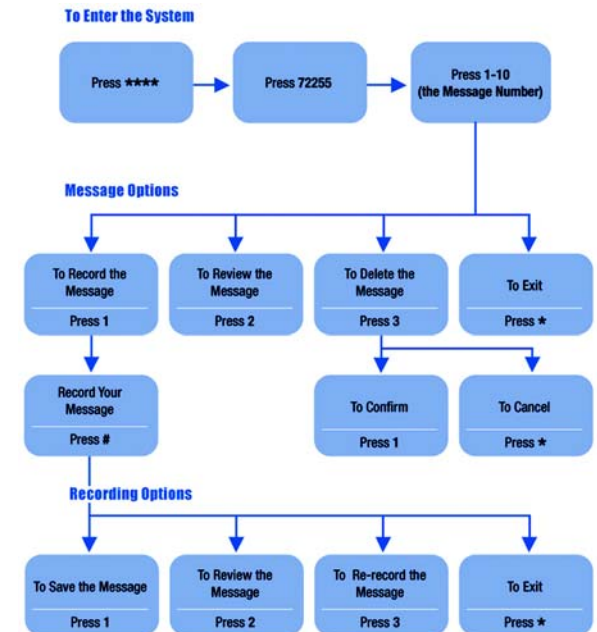 To Enter the System
Press ****
Press 72255
Press 1-10
(the Message Number)
Message Options
To Record the
Message
Press 1
To Review the
Message
Press 2
To Delete the
Message
Press 3
To Exit
Press *
Record Your
Message
Press #
To Confirm
Press 1
To Cancel
Press *
Recording Options
To Save the Message
Press 1
To Review the
Message
Press 2
To Re-record the
Message
Press 3
To Exit
Press *